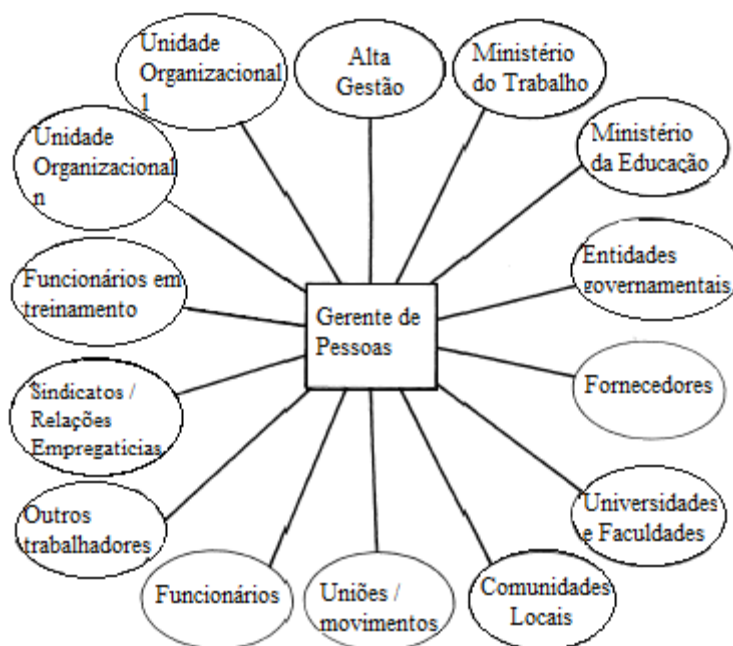 Unidade
Organizacional
1
Alta
Gestão
Ministério
do Trabalho
Ministério
da Educação
Entidades
governamentais
Fornecedores
Universidades
e Faculdades
Comunidades
Locais
Uniões /
movimentos
Funcionários
Outros
trabalhadores
Sindicatos /
Relações
Empregaticias
Funcionários em
treinamento
Unidade
Organizacional
n
Gerente de
Pessoas